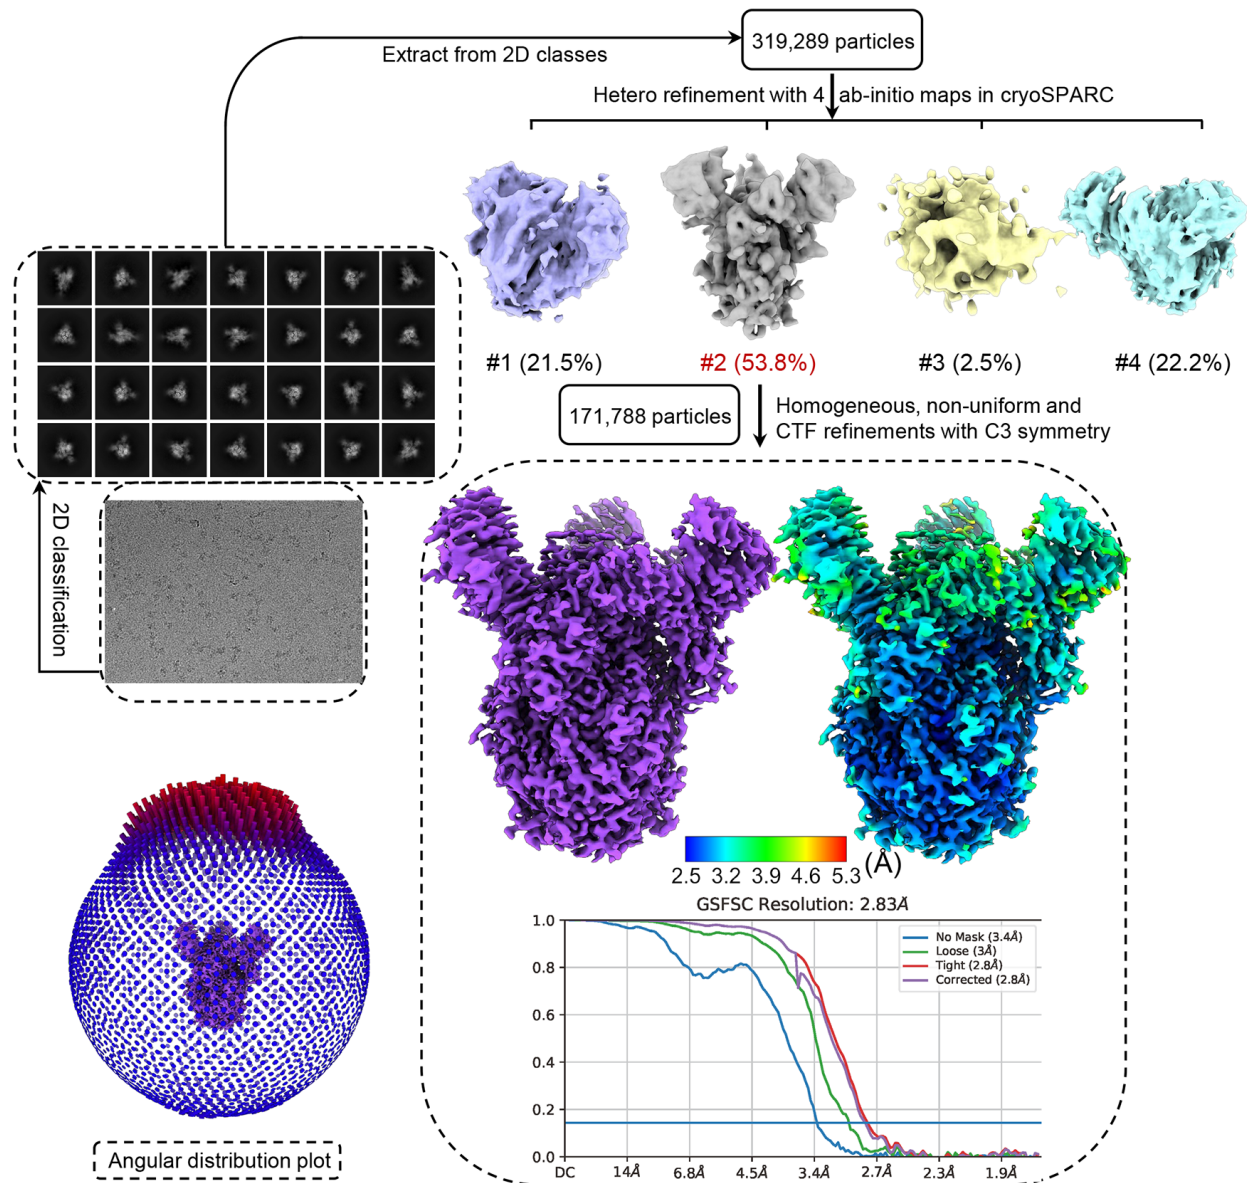 319,289 particles
Extract from 2D classes
Hetero refinement with 4 ab-initio maps in cryoSPARC
#1 (21.5%)
#2 (53.8%)
#3 (2.5%)
#4 (22.2%)
171,788 particles
Homogeneous, non-uniform and
CTF refinements with C3 symmetry
2D classification
2.5 3.2 3.9 4.6 5.3
(Å)
GSFSC Resolution: 2.83Å
No Mask (3.4Å)
Loose (3Å)
Tight (2.8Å)
Corrected (2.8Å)
1.0
0.8
0.6
0.4
0.2
0.0
DC 14Å 6.8Å 4.5Å 3.4Å 2.7Å 2.3Å 1.9Å
Angular distribution plot